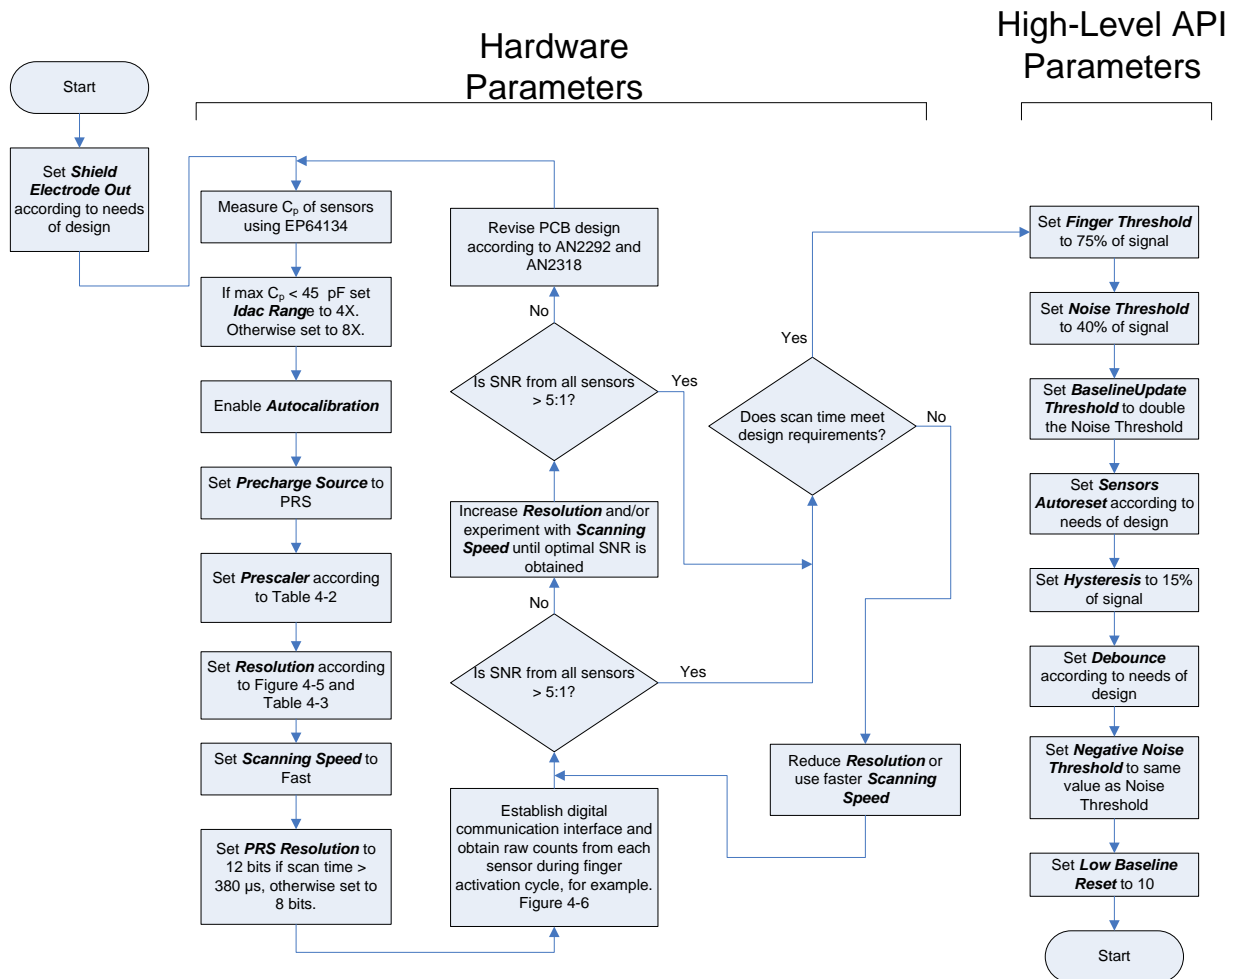 Hardware
Parameters
High-Level API
Parameters
Start
Set Shield
Electrode Out
according to needs
of design
Measure Cp of sensors
using EP64134
If max Cp < 45 pF set
Idac Range to 4X.
Otherwise set to 8X.
Enable Autocalibration
Set Precharge Source to
PRS
Set Prescaler according
to Table 4-2
Set Resolution according
to Figure 4-5 and
Table 4-3
Set Scanning Speed to
Fast
Set PRS Resolution to
12 bits if scan time >
380 µs, otherwise set to
8 bits.
Revise PCB design
according to AN2292 and
AN2318
No
Is SNR from all sensors
> 5:1?
Yes
Increase Resolution and/or
experiment with Scanning
Speed until optimal SNR is
obtained
No
Is SNR from all sensors
> 5:1?
Yes
Establish digital
communication interface and
obtain raw counts from each
sensor during finger
activation cycle, for example.
Figure 4-6
Yes
Does scan time meet
design requirements?
No
Reduce Resolution or
use faster Scanning
Speed
Set Finger Threshold
to 75% of signal
Set Noise Threshold
to 40% of signal
Set BaselineUpdate
Threshold to double
the Noise Threshold
Set Sensors
Autoreset according to
needs of design
Set Hysteresis to 15%
of signal
Set Debounce
according to needs of
design
Set Negative Noise
Threshold to same
value as Noise
Threshold
Set Low Baseline
Reset to 10
Start